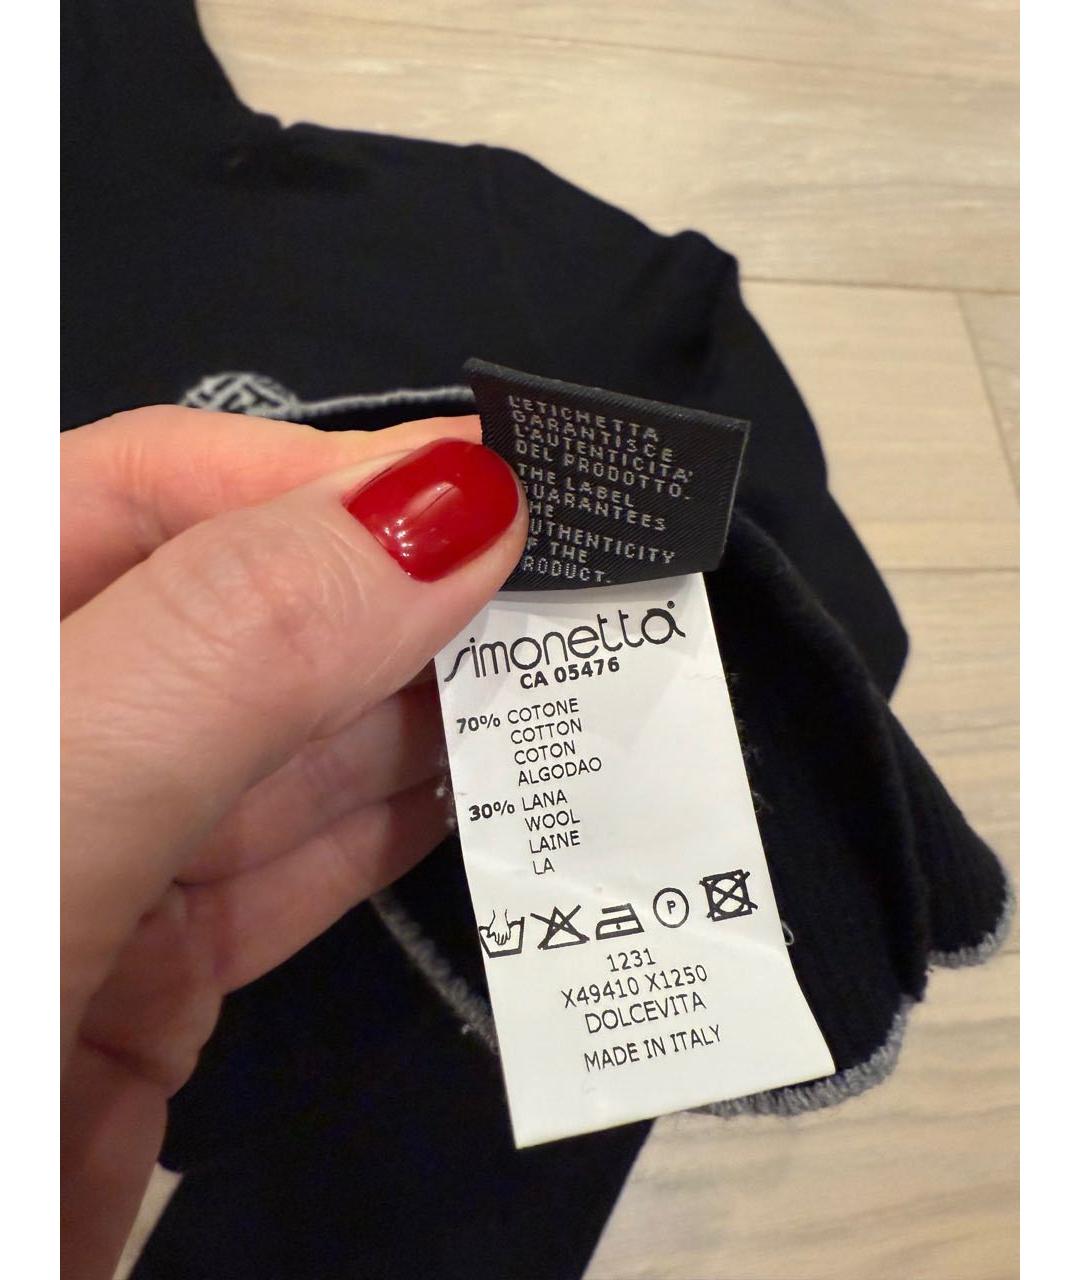 L'ETICHETTA
GARANTISCE
L'AUTENTICITA'
DEL PRODOTTO.
THE LABEL
GUARANTEES
THE
AUTHENTICITY
OF THE
PRODUCT.
simonetta
CA 05476
70% COTONE
COTTON
COTON
ALGODAO
30% LANA
WOOL
LAINE
LA
P
1231
X49410 X1250
DOLCEVITA
MADE IN ITALY